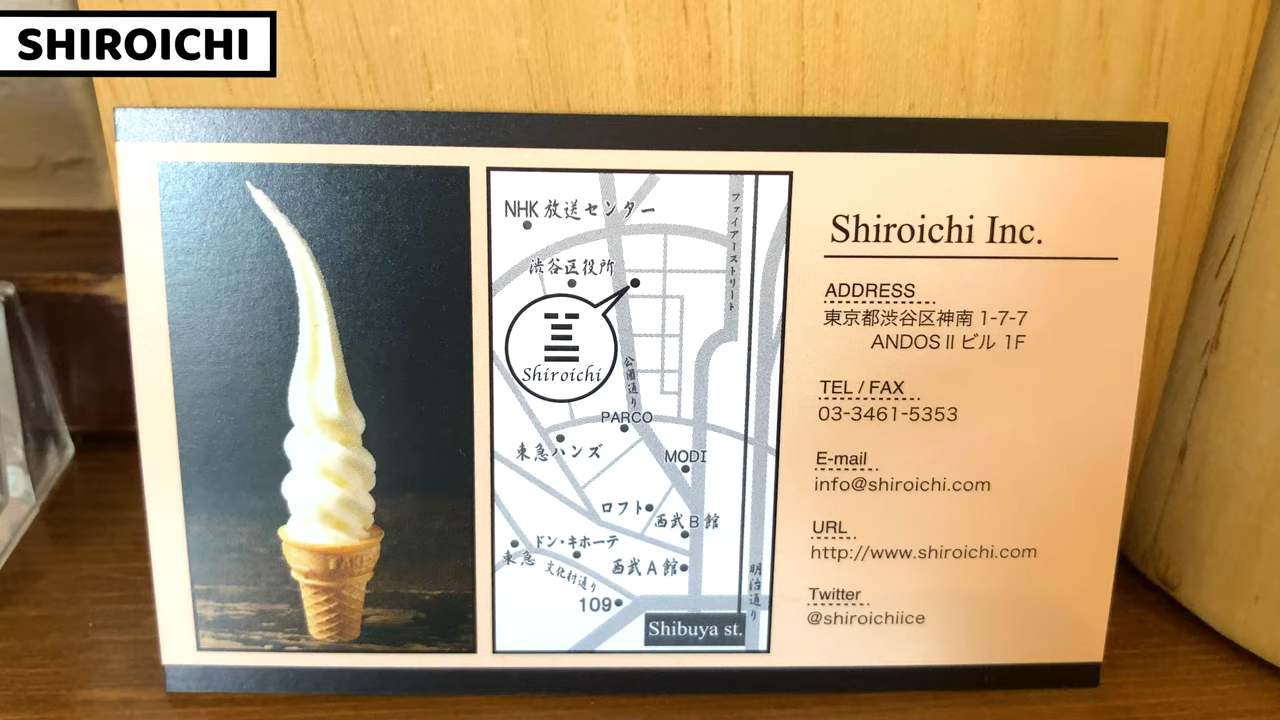 SHIROICHI
NHK 放送センター
ファイアーストリート
渋谷区役所
Shiroichi
公園通り
PARCO
東急ハンズ
MODI
ロフト
西武B館
ドン・キホーテ
東急
文化村通り
西武A館
明治通り
109
Shibuya st.
Shiroichi Inc.
ADDRESS
東京都渋谷区神南 1-7-7
ANDOS II ビル 1F
TEL / FAX
03-3461-5353
E-mail
info@shiroichi.com
URL
http://www.shiroichi.com
Twitter
@shiroichiice